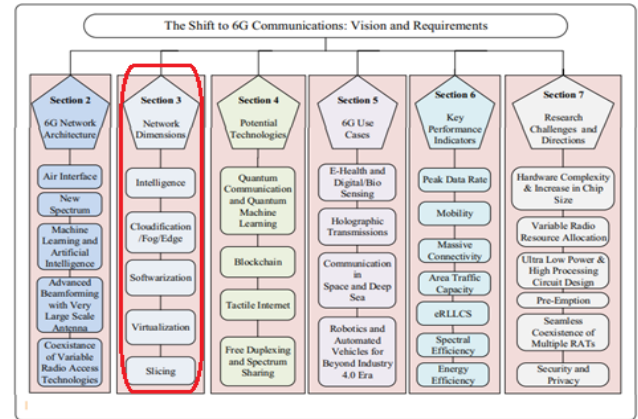 The Shift to 6G Communications: Vision and Requirements
Section 2
6G Network
Architecture
Air Interface
New
Spectrum
Machine
Learning and
Artificial
Intelligence
Advanced
Beamforming
with Very
Large Scale
Antenna
Coexistance of
Variable
Radio Access
Technologies
Section 3
Network
Dimensions
Intelligence
Cloudification
/Fog/Edge
Softwarization
Virtualization
Slicing
Section 4
Potential
Technologies
Quantum
Communication
and Quantum
Machine
Learning
Blockchain
Tactile Internet
Free Duplexing
and Spectrum
Sharing
Section 5
6G Use
Cases
E-Health and
Digital/Bio
Sensing
Holographic
Transmissions
Communication
in
Space and Deep
Sea
Robotics and
Automated
Vehicles for
Beyond Industry
4.0 Era
Section 6
Key
Performance
Indicators
Peak Data Rate
Mobility
Massive
Connectivity
Area Traffic
Capacity
eRLLCS
Spectral
Efficiency
Energy
Efficiency
Section 7
Research
Challenges and
Directions
Hardware Complexity
& Increase in Chip
Size
Variable Radio
Resource Allocation
Ultra Low Power &
High Processing
Circuit Design
Pre-Emption
Seamless
Coexistence of
Multiple RATs
Security and
Privacy